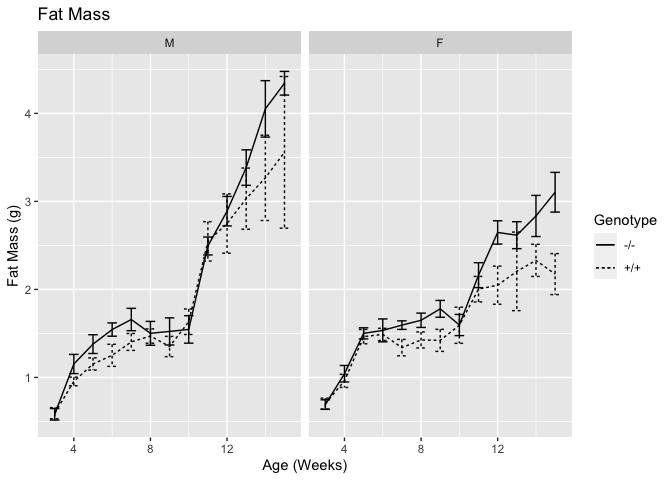 Fat Mass
M
F
4
3
2
1
Fat Mass (g)
4
8
12
4
8
12
Age (Weeks)
Genotype
-/-
+/+